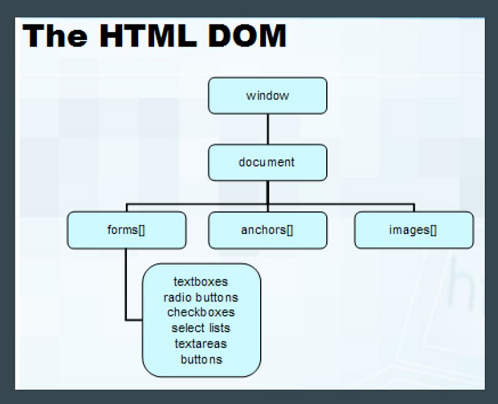 The HTML DOM
window
document
forms[]
anchors[]
images[]
textboxes
radio buttons
checkboxes
select lists
textareas
buttons